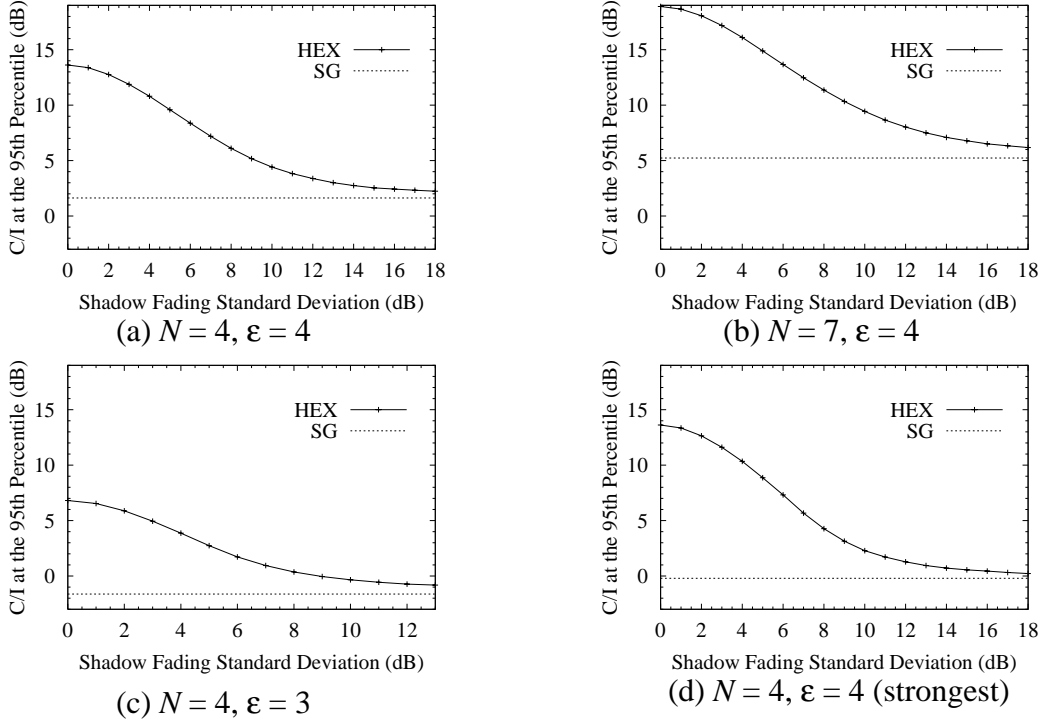 C/I at the 95th Percentile (dB)
15
10
5
0
HEX
SG
0 2 4 6 8 10 12 14 16 18
Shadow Fading Standard Deviation (dB)
(a) N = 4, ε = 4
C/I at the 95th Percentile (dB)
15
10
5
0
HEX
SG
0 2 4 6 8 10 12 14 16 18
Shadow Fading Standard Deviation (dB)
(b) N = 7, ε = 4
C/I at the 95th Percentile (dB)
15
10
5
0
HEX
SG
0 2 4 6 8 10 12
Shadow Fading Standard Deviation (dB)
(c) N = 4, ε = 3
C/I at the 95th Percentile (dB)
15
10
5
0
HEX
SG
0 2 4 6 8 10 12 14 16 18
Shadow Fading Standard Deviation (dB)
(d) N = 4, ε = 4 (strongest)